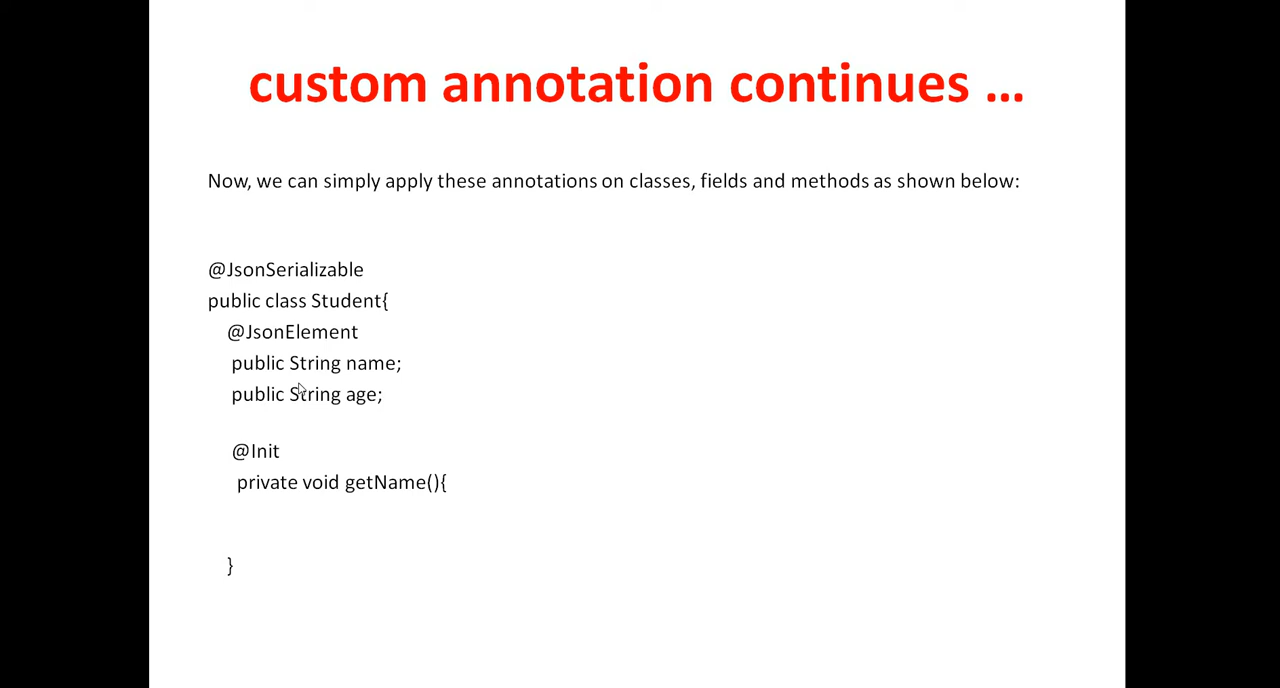 custom annotation continues ...
Now, we can simply apply these annotations on classes, fields and methods as shown below:
@JsonSerializable
public class Student{
@JsonElement
public String name;
public String age;
@Init
private void getName(){
}